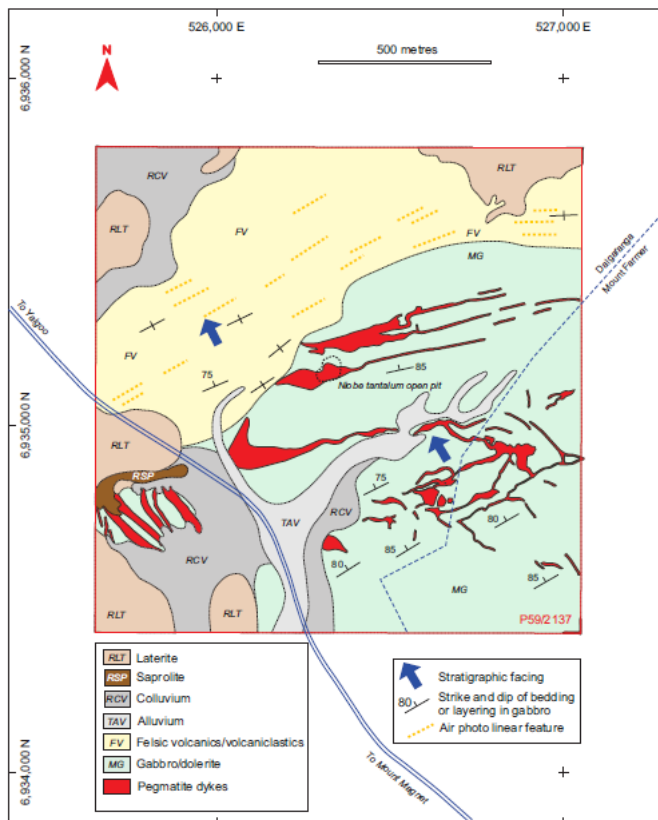 526,000 E
527,000 E
6,936,000 N
N
500 metres
RCV
RLT
RLT
FV
FV
MG
Dalgaranga
Mount Farmer
To Yalgoo
FV
75
85
Niobe tantalum open pit
6,935,000 N
RLT
RSP
75
RCV
TAV
80
85
80
RCV
MG
85
RLT
RLT
P59/2137
RLT Laterite
RSP Saprolite
RCV Colluvium
TAV Alluvium
FV Felsic volcanics/volcaniclastics
MG Gabbro/dolerite
Pegmatite dykes
Stratigraphic facing
80 Strike and dip of bedding
or layering in gabbro
Air photo linear feature
To Mount Magnet
6,934,000 N